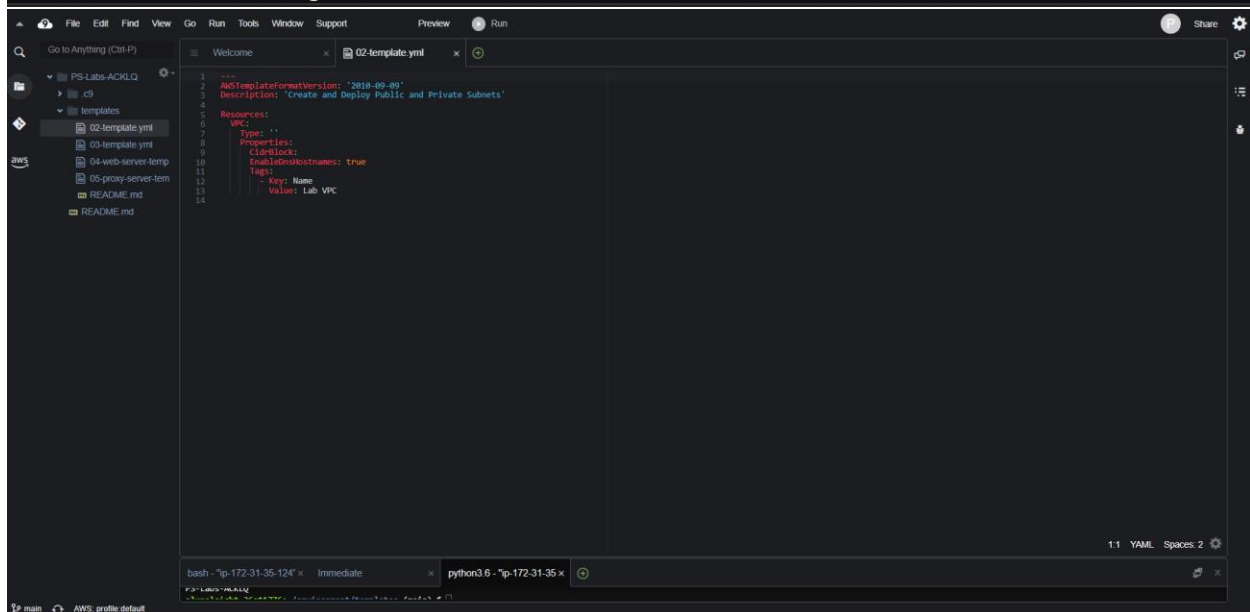 File Edit Find View Go Run Tools Window Support Preview Run P Share
Go to Anything (Ctrl-P) Welcome × 02-template.yml ×
PS-Labs-ACKLQ
.c9
templates
02-template.yml
03-template.yml
04-web-server-temp
05-proxy-server-tem
README.md
README.md
aws
1 ---
2 AWSTemplateFormatVersion: '2010-09-09'
3 Description: 'Create and Deploy Public and Private Subnets'
4
5 Resources:
6 VPC:
7 Type: ''
8 Properties:
9 CidrBlock:
10 EnableDnsHostnames: true
11 Tags:
12 - Key: Name
13 Value: Lab VPC
14
1:1 YAML Spaces: 2
bash - "ip-172-31-35-124" × Immediate × python3.6 - "ip-172-31-35 ×
PS-Labs-ACKLQ
main AWS: profile:default